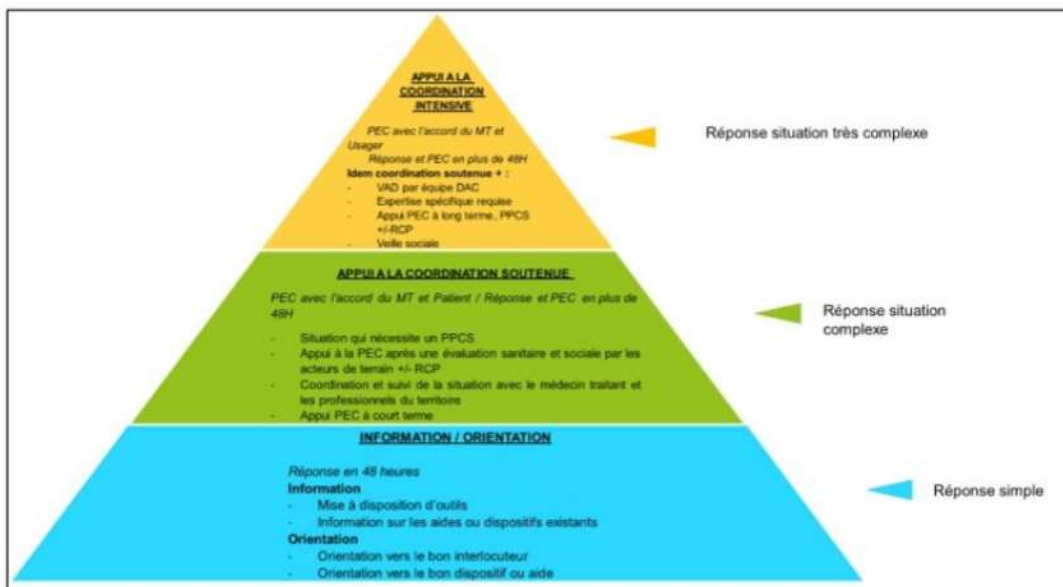 APPUI A LA
COORDINATION
INTENSIVE
PEC avec l'accord du MT et
Usager
Réponse et PEC en plus de 48H
Idem coordination soutenue + :
- VAD par équipe DAC
- Expertise spécifique requise
- Appui PEC à long terme, PPCS
+/-RCP
- Veille sociale
Réponse situation très complexe
APPUI A LA COORDINATION SOUTENUE
PEC avec l'accord du MT et Patient / Réponse et PEC en plus de
48H
- Situation qui nécessite un PPCS
- Appui à la PEC après une évaluation sanitaire et sociale par les
acteurs de terrain +/- RCP
- Coordination et suivi de la situation avec le médecin traitant et
les professionnels du territoire
- Appui PEC à court terme
Réponse situation
complexe
INFORMATION / ORIENTATION
Réponse en 48 heures
Information
- Mise à disposition d'outils
- Information sur les aides ou dispositifs existants
Orientation
- Orientation vers le bon interlocuteur
- Orientation vers le bon dispositif ou aide
Réponse simple